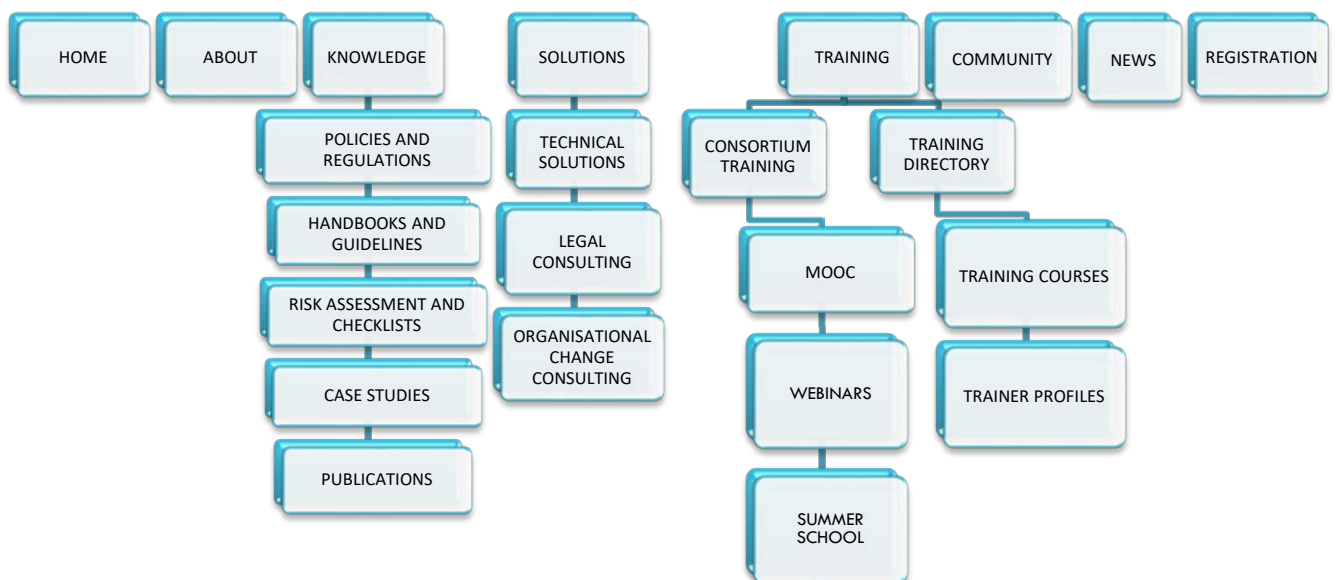 HOME
ABOUT
KNOWLEDGE
SOLUTIONS
TRAINING
COMMUNITY
NEWS
REGISTRATION
POLICIES AND
REGULATIONS
HANDBOOKS AND
GUIDELINES
RISK ASSESSMENT AND
CHECKLISTS
CASE STUDIES
PUBLICATIONS
TECHNICAL
SOLUTIONS
LEGAL
CONSULTING
ORGANISATIONAL
CHANGE
CONSULTING
CONSORTIUM
TRAINING
MOOC
WEBINARS
SUMMER
SCHOOL
TRAINING
DIRECTORY
TRAINING COURSES
TRAINER PROFILES